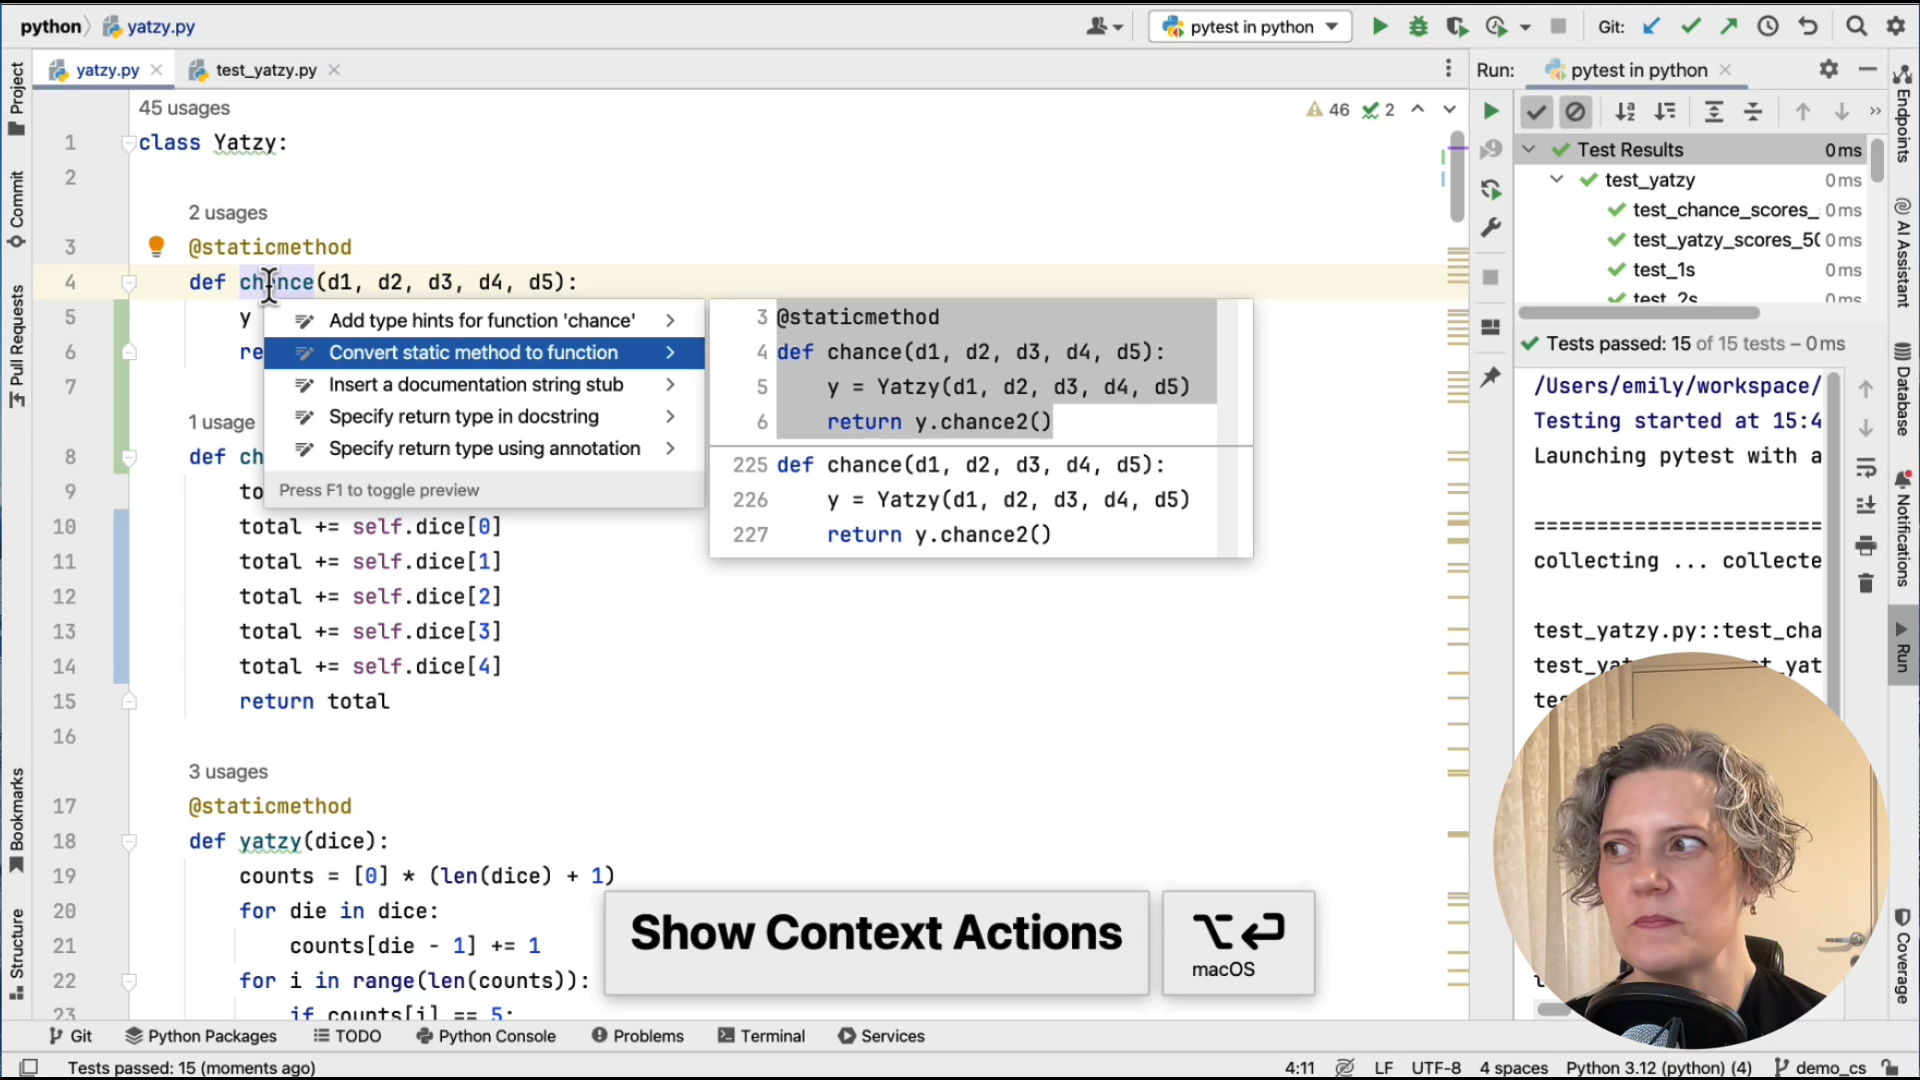 python
yatzy.py
pytest in python
Git:
yatzy.py
test_yatzy.py
Run:
pytest in python
Project
Commit
Pull Requests
Bookmarks
Structure
45 usages
46
2
1 class Yatzy:
2
2 usages
3 @staticmethod
4 def chance(d1, d2, d3, d4, d5):
5 y
6 re
7
1 usage
8 def ch
9 to
10 total += self.dice[0]
11 total += self.dice[1]
12 total += self.dice[2]
13 total += self.dice[3]
14 total += self.dice[4]
15 return total
16
3 usages
17 @staticmethod
18 def yatzy(dice):
19 counts = [0] * (len(dice) + 1)
20 for die in dice:
21 counts[die - 1] += 1
22 for i in range(len(counts)):
23 if counts[i] == 5:
Add type hints for function 'chance'
Convert static method to function
Insert a documentation string stub
Specify return type in docstring
Specify return type using annotation
Press F1 to toggle preview
3 @staticmethod
4 def chance(d1, d2, d3, d4, d5):
5 y = Yatzy(d1, d2, d3, d4, d5)
6 return y.chance2()
225 def chance(d1, d2, d3, d4, d5):
226 y = Yatzy(d1, d2, d3, d4, d5)
227 return y.chance2()
Show Context Actions
⌥↩
macOS
Test Results 0 ms
test_yatzy 0 ms
test_chance_scores_ 0 ms
test_yatzy_scores_50 0 ms
test_1s 0 ms
test_2s 0 ms
Tests passed: 15 of 15 tests – 0 ms
/Users/emily/workspace/
Testing started at 15:4
Launching pytest with a
=======================
collecting ... collecte
test_yatzy.py::test_cha
Endpoints
AI Assistant
Database
Notifications
Run
Coverage
Git
Python Packages
TODO
Python Console
Problems
Terminal
Services
Tests passed: 15 (moments ago)
4:11
LF
UTF-8
4 spaces
Python 3.12 (python) (4)
demo_cs